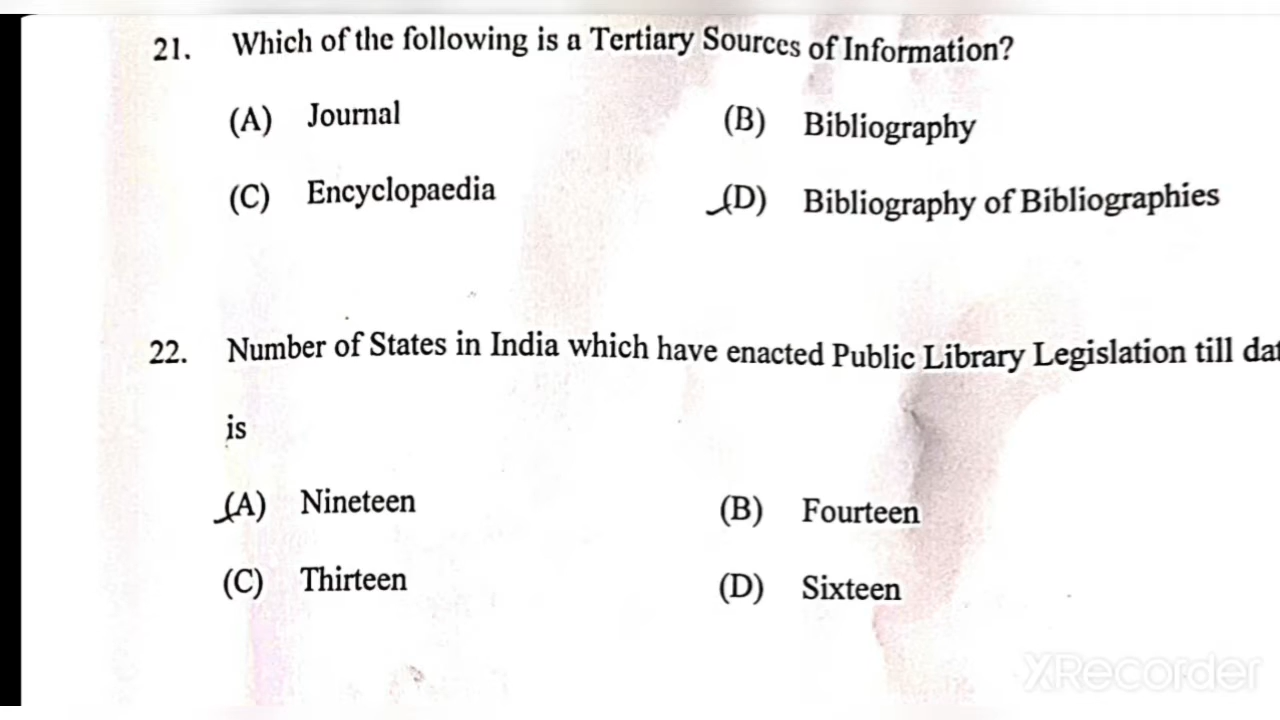 21. Which of the following is a Tertiary Sources of Information?
(A) Journal (B) Bibliography
(C) Encyclopaedia (D) Bibliography of Bibliographies
22. Number of States in India which have enacted Public Library Legislation till dat
is
(A) Nineteen (B) Fourteen
(C) Thirteen (D) Sixteen
XRecorder